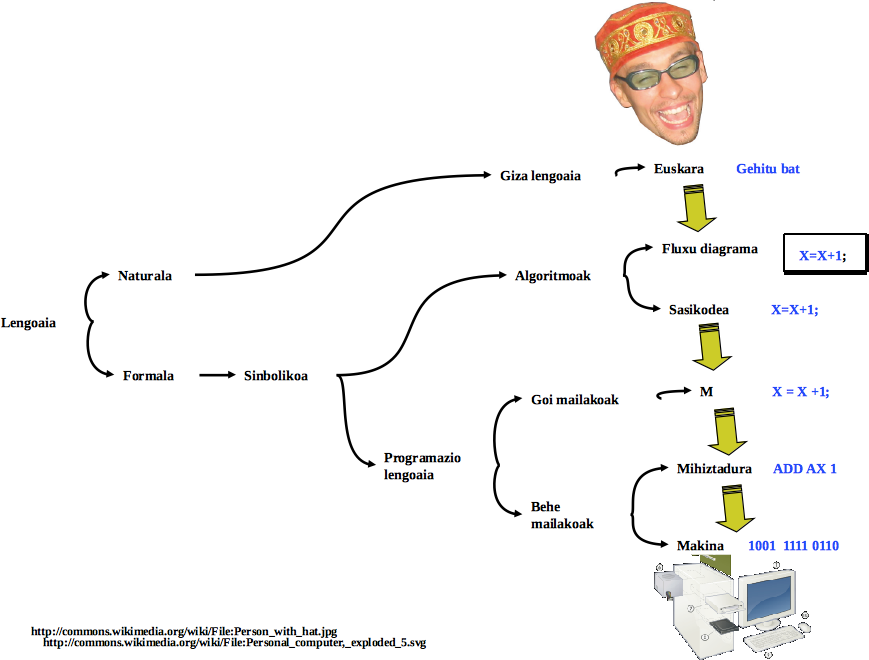 Giza lengoaia
Euskara
Gehitu bat
Fluxu diagrama
X=X+1;
Naturala
Algoritmoak
Sasikodea
X=X+1;
Lengoaia
Formala
Sinbolikoa
Goi mailakoak
M
X = X +1;
Programazio
lengoaia
Mihiztadura
ADD AX 1
Behe
mailakoak
Makina
1001 1111 0110
http://commons.wikimedia.org/wiki/File:Person_with_hat.jpg
http://commons.wikimedia.org/wiki/File:Personal_computer,_exploded_5.svg